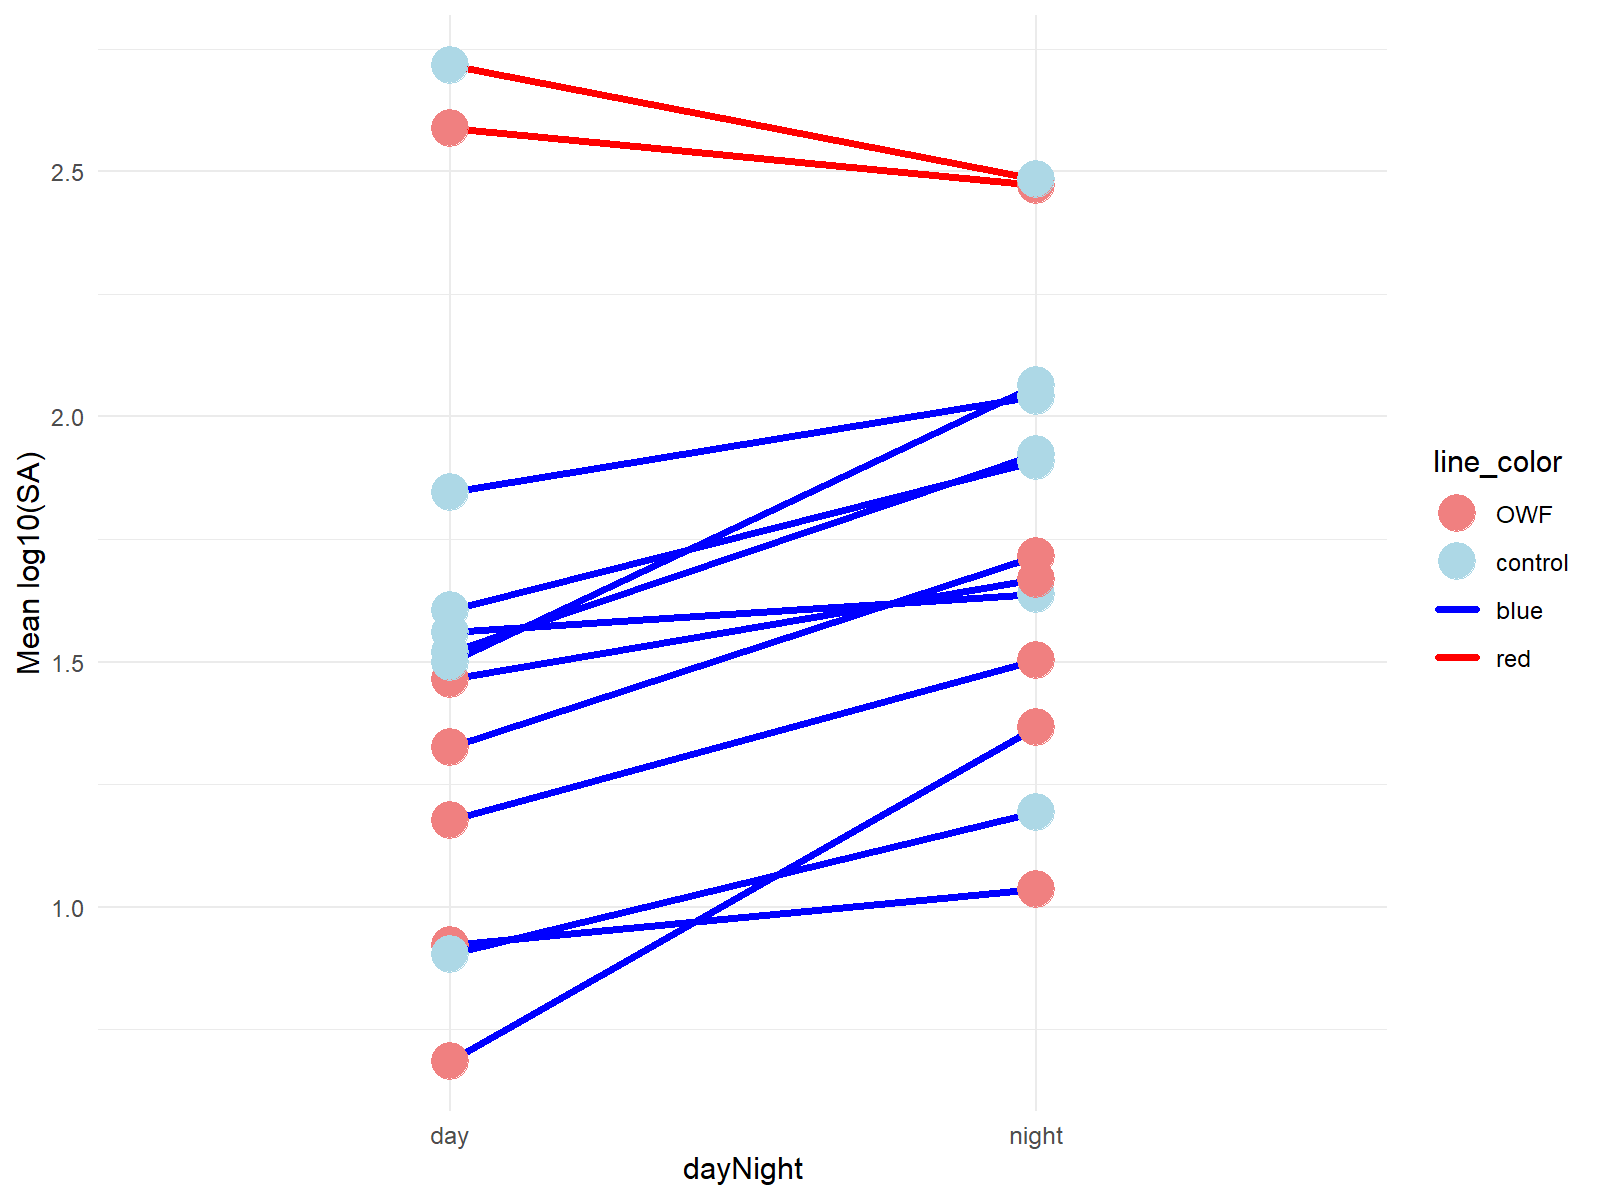 Mean log10(SA)
2.5
2.0
1.5
1.0
day
night
dayNight
line_color
OWF
control
blue
red